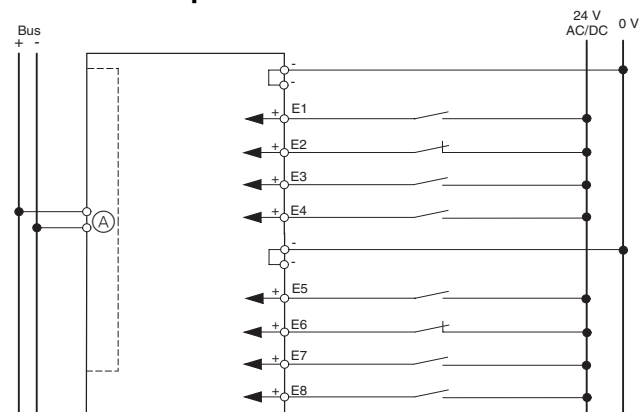 Bus
+ -
24 V
AC/DC
0 V
-
-
+ E1
+ E2
+ E3
+ E4
A
-
-
+ E5
+ E6
+ E7
+ E8